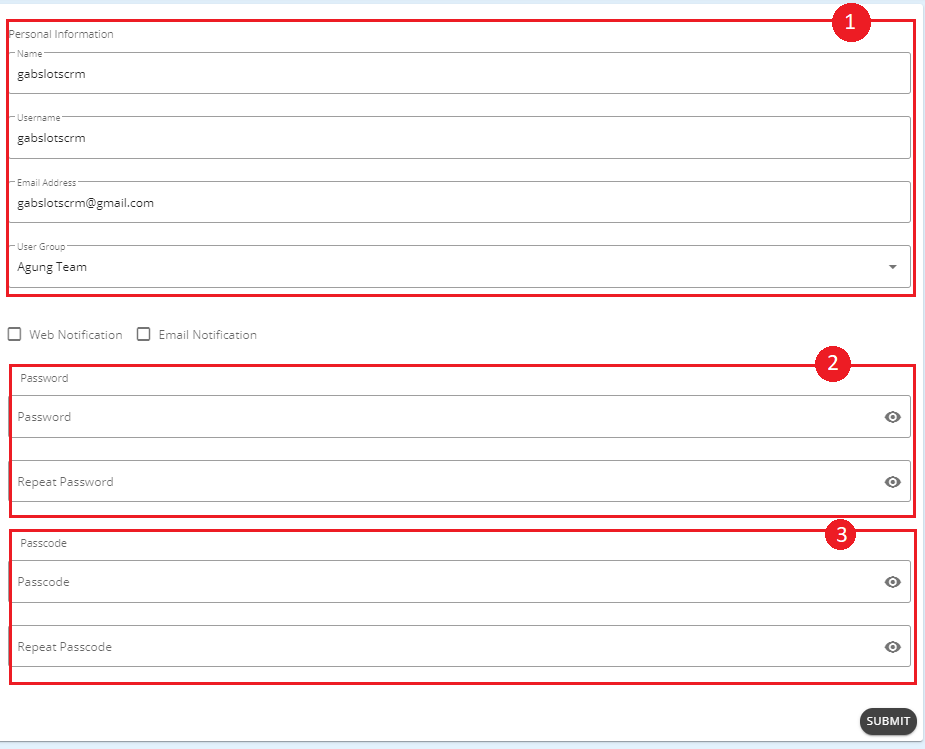 1
Personal Information
Name
gabslotscrm
Username
gabslotscrm
Email Address
gabslotscrm@gmail.com
User Group
Agung Team
Web Notification Email Notification
2
Password
Password
Repeat Password
3
Passcode
Passcode
Repeat Passcode
SUBMIT